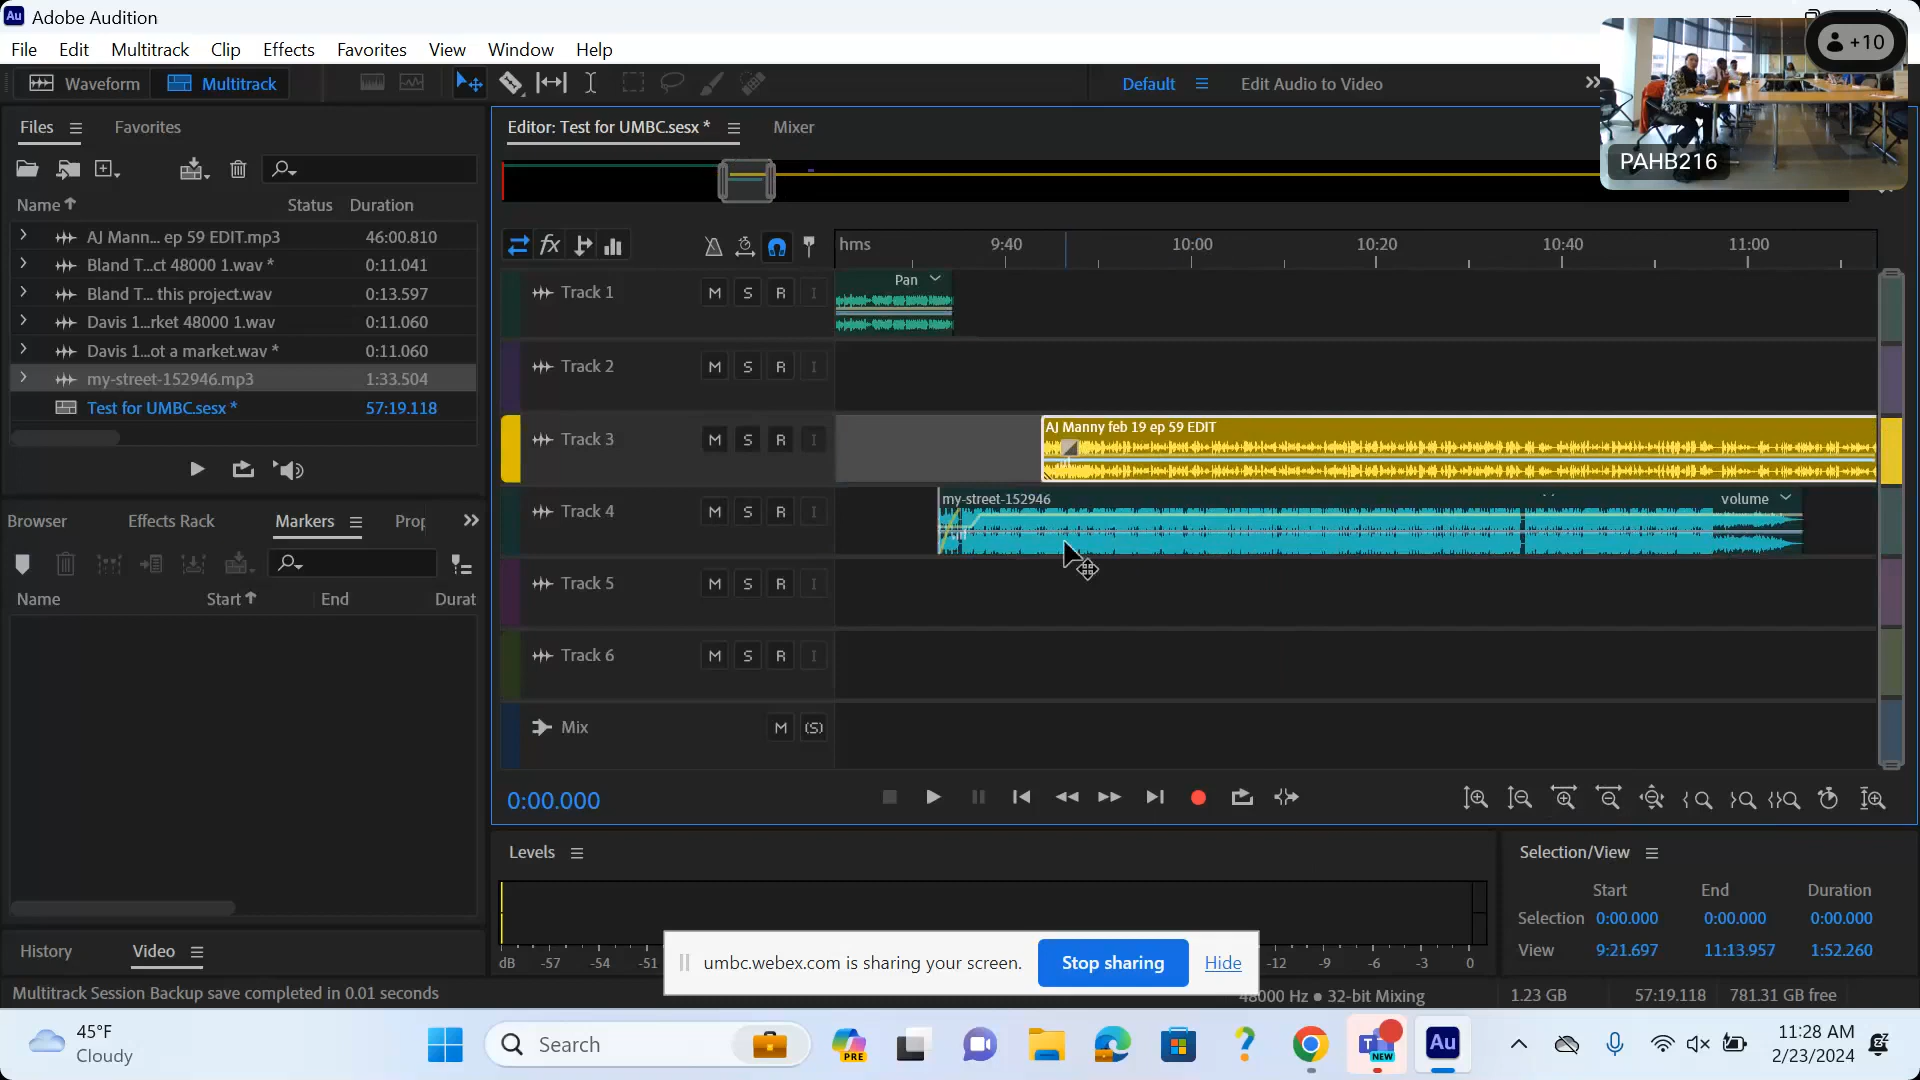 Au Adobe Audition
File Edit Multitrack Clip Effects Favorites View Window Help
Waveform Multitrack Default Edit Audio to Video
+10
PAHB216
Files Favorites
Name Status Duration
AJ Mann... ep 59 EDIT.mp3 46:00.810
Bland T...ct 48000 1.wav * 0:11.041
Bland T... this project.wav 0:13.597
Davis 1...rket 48000 1.wav 0:11.060
Davis 1...ot a market.wav * 0:11.060
my-street-152946.mp3 1:33.504
Test for UMBC.sesx * 57:19.118
Browser Effects Rack Markers Prop
Name Start End Durat
History Video
Multitrack Session Backup save completed in 0.01 seconds
Editor: Test for UMBC.sesx * Mixer
fx hms 9:40 10:00 10:20 10:40 11:00
Track 1 M S R I Pan
Track 2 M S R I
Track 3 M S R I AJ Manny feb 19 ep 59 EDIT
Track 4 M S R I my-street-152946 volume
Track 5 M S R I
Track 6 M S R I
Mix M (S)
0:00.000
Levels
dB -57 -54 -51 -12 -9 -6 -3 0
umbc.webex.com is sharing your screen. Stop sharing Hide
Selection/View
Start End Duration
Selection 0:00.000 0:00.000 0:00.000
View 9:21.697 11:13.957 1:52.260
48000 Hz ● 32-bit Mixing 1.23 GB 57:19.118 781.31 GB free
45°F
Cloudy
Search
PRE
NEW
Au
11:28 AM
2/23/2024